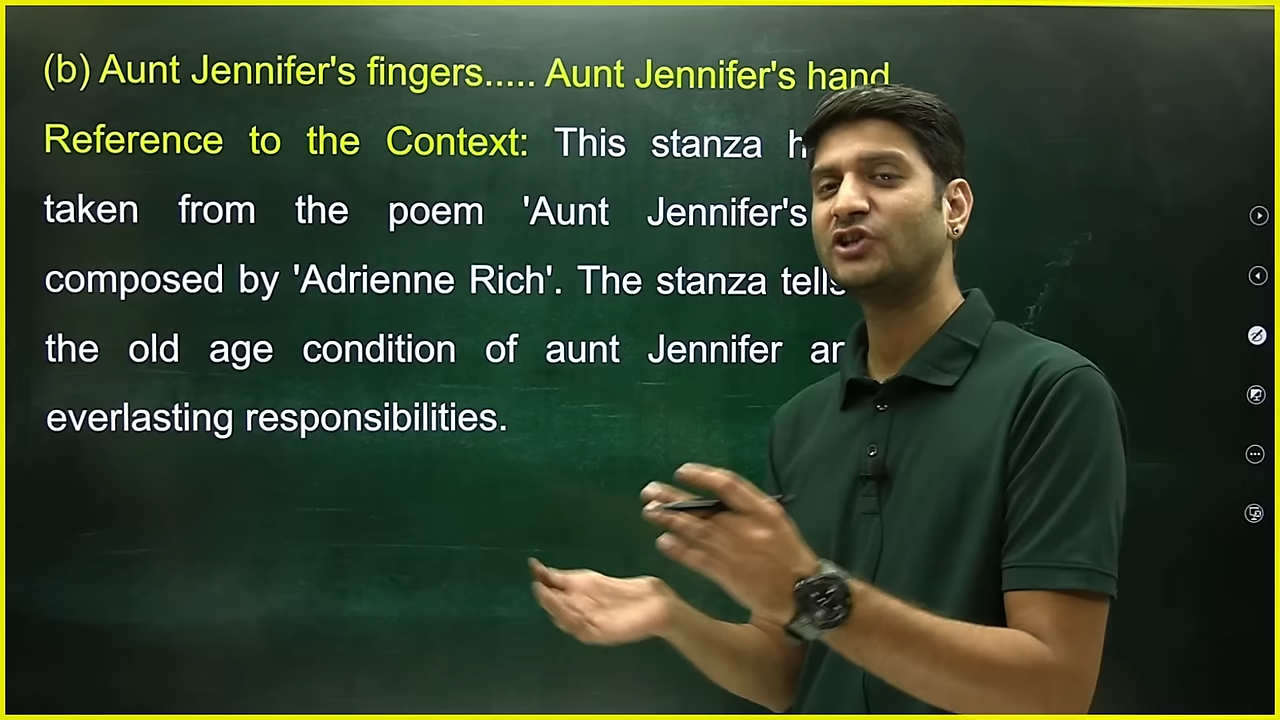 (b) Aunt Jennifer's fingers..... Aunt Jennifer's hand
Reference to the Context: This stanza
taken from the poem 'Aunt Jennifer's
composed by 'Adrienne Rich'. The stanza tells
the old age condition of aunt Jennifer
everlasting responsibilities.